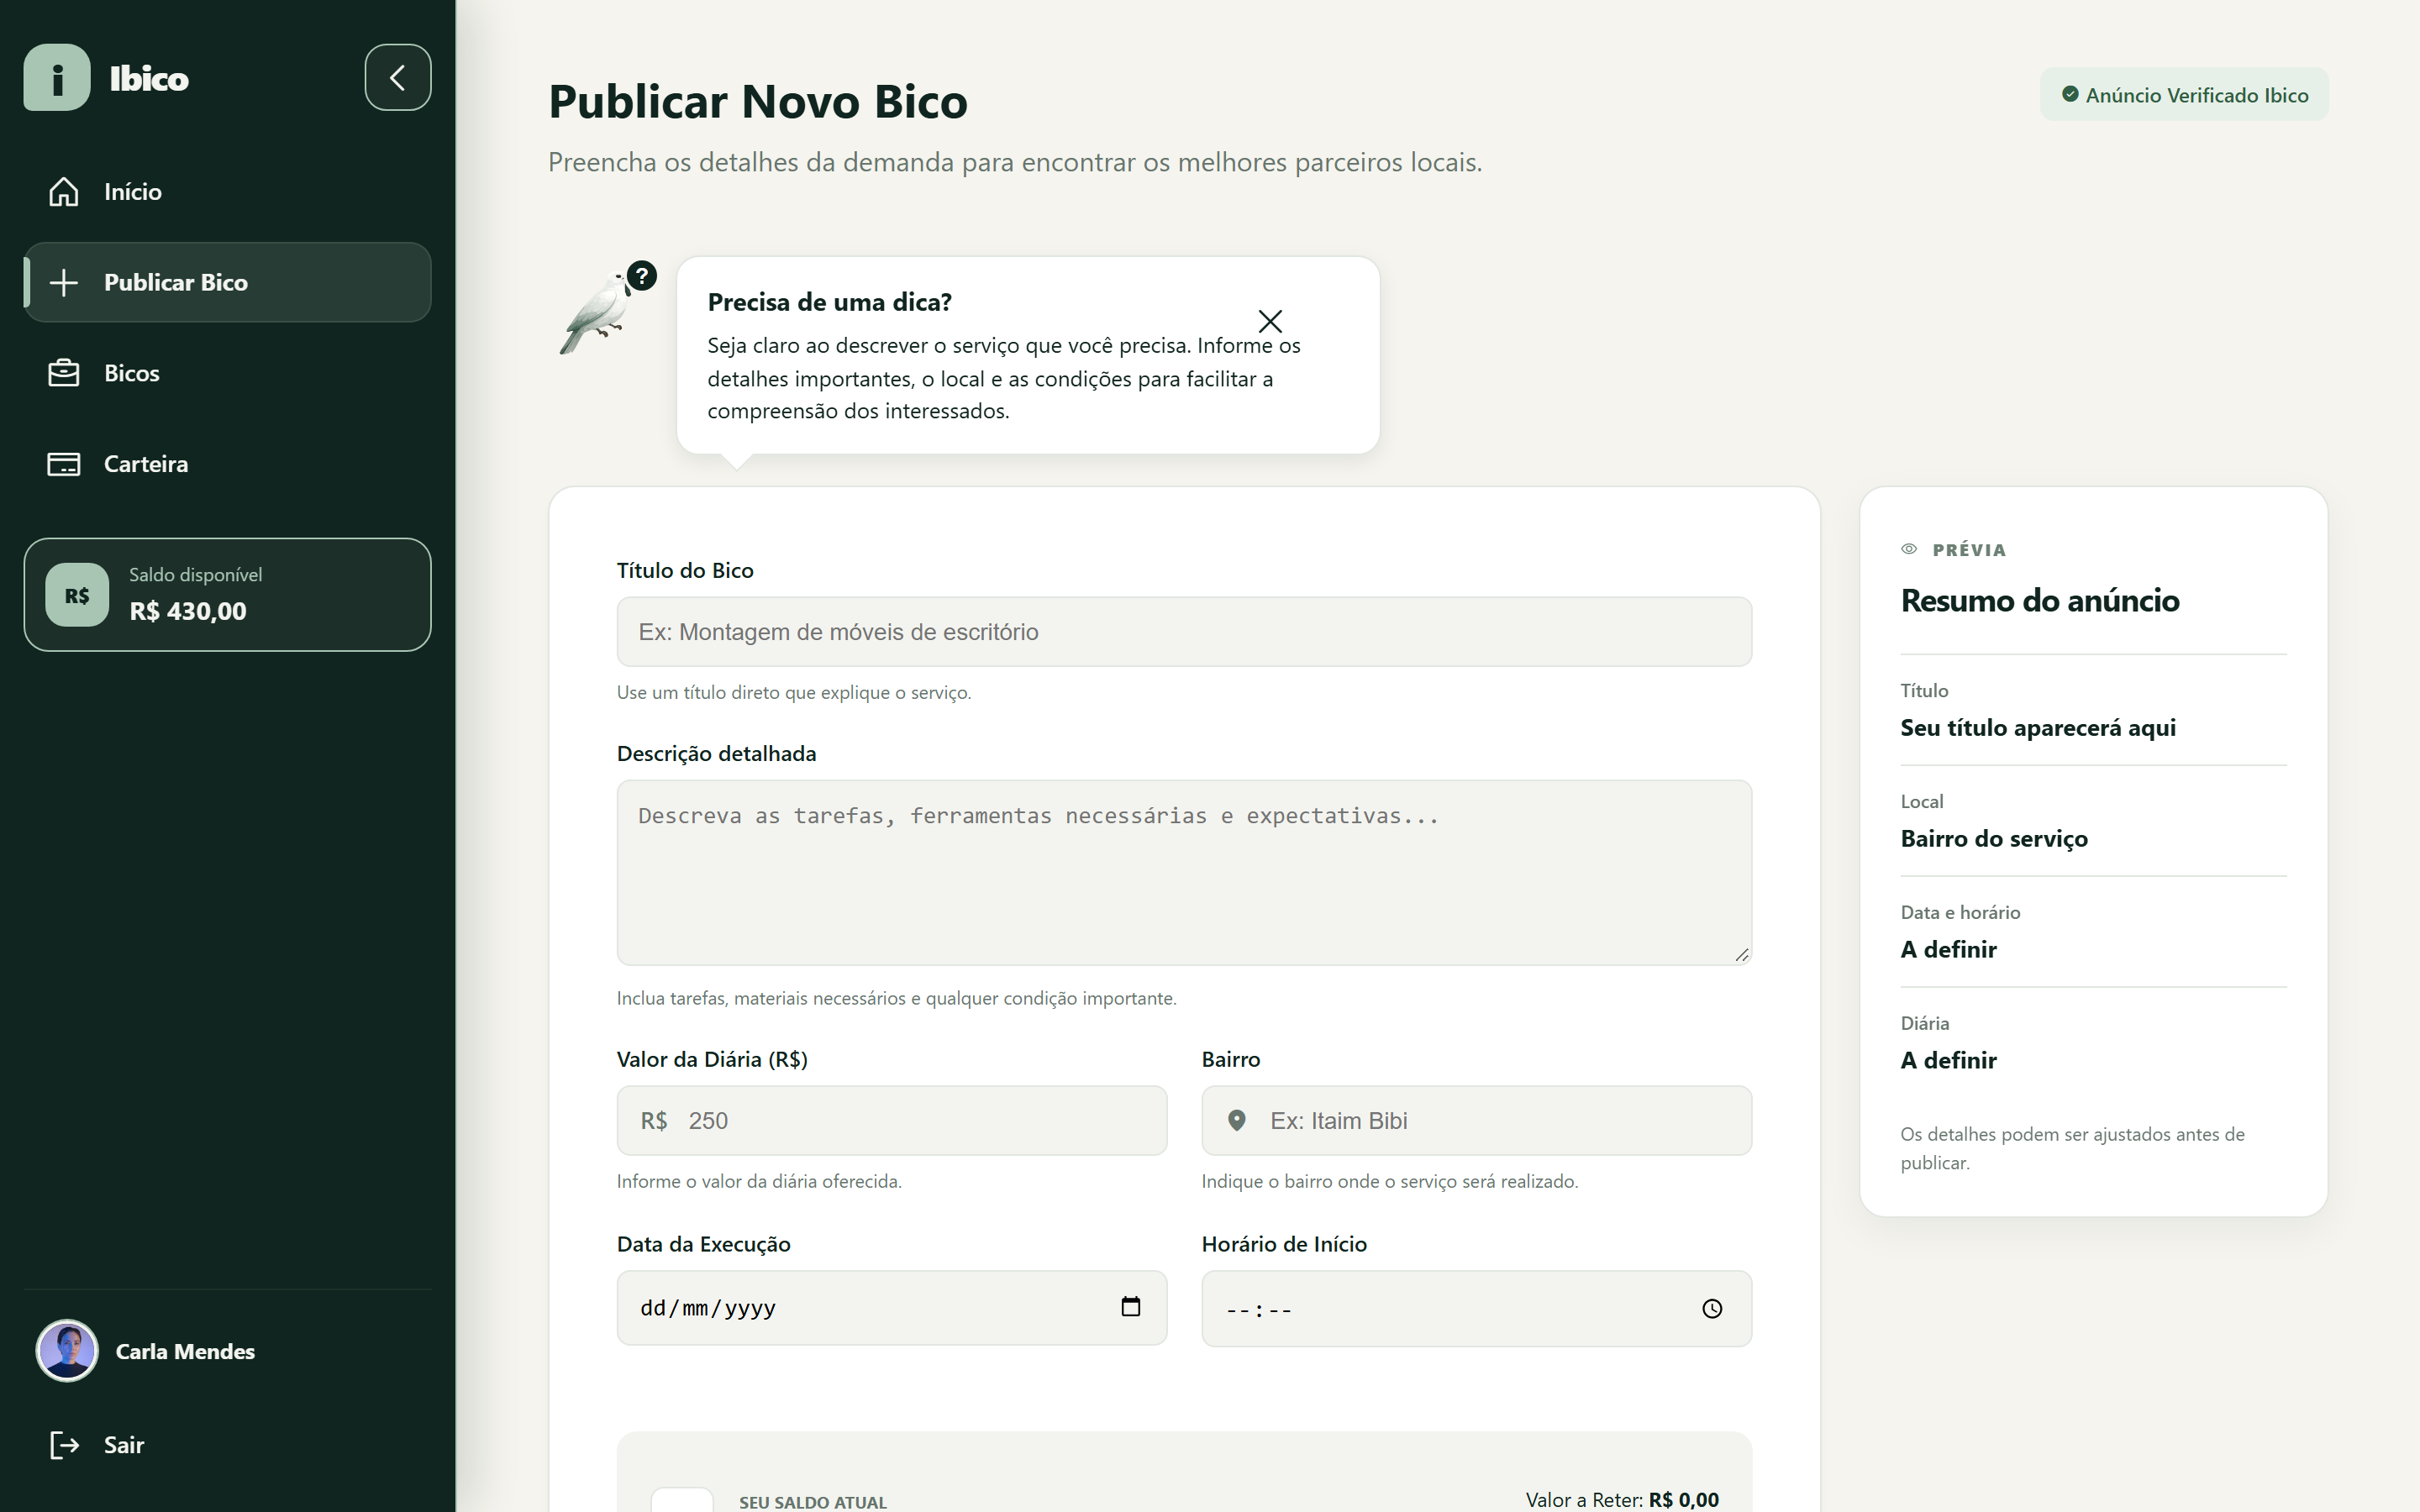 i
Ibico
Início
Publicar Bico
Bicos
Carteira
R$
Saldo disponível
R$ 430,00
Carla Mendes
Sair
Publicar Novo Bico
Preencha os detalhes da demanda para encontrar os melhores parceiros locais.
Anúncio Verificado Ibico
?
Precisa de uma dica?
Seja claro ao descrever o serviço que você precisa. Informe os
detalhes importantes, o local e as condições para facilitar a
compreensão dos interessados.
Título do Bico
Ex: Montagem de móveis de escritório
Use um título direto que explique o serviço.
Descrição detalhada
Descreva as tarefas, ferramentas necessárias e expectativas...
Inclua tarefas, materiais necessários e qualquer condição importante.
Valor da Diária (R$)
R$ 250
Informe o valor da diária oferecida.
Bairro
Ex: Itaim Bibi
Indique o bairro onde o serviço será realizado.
Data da Execução
dd/mm/yyyy
Horário de Início
--:--
SEU SALDO ATUAL
Valor a Reter: R$ 0,00
PRÉVIA
Resumo do anúncio
Título
Seu título aparecerá aqui
Local
Bairro do serviço
Data e horário
A definir
Diária
A definir
Os detalhes podem ser ajustados antes de
publicar.